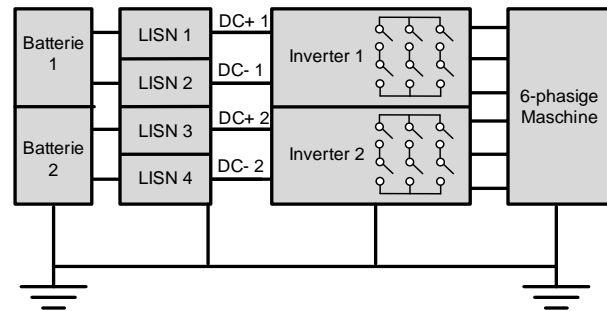 Batterie
1
LISN 1
DC+ 1
LISN 2
DC- 1
Inverter 1
Batterie
2
LISN 3
DC+ 2
LISN 4
DC- 2
Inverter 2
6-phasige
Maschine